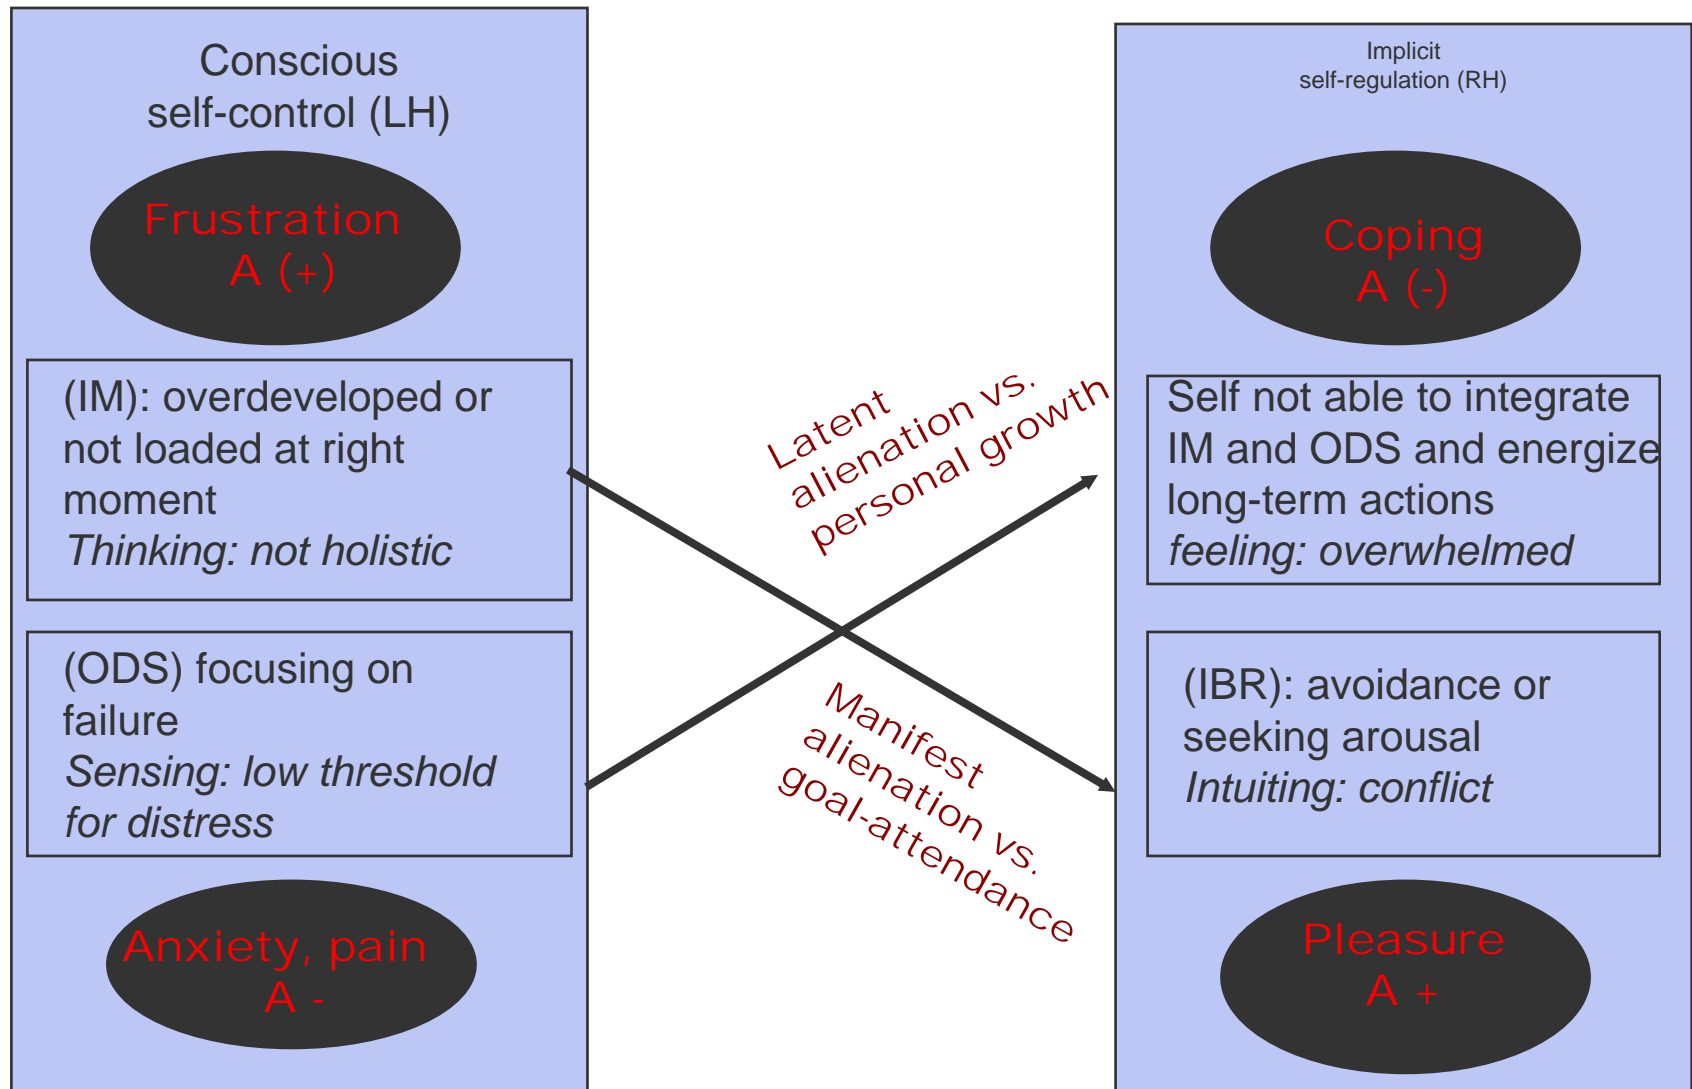 Conscious
self-control (LH)
Frustration
A (+)
(IM): overdeveloped or
not loaded at right
moment
Thinking: not holistic
(ODS) focusing on
failure
Sensing: low threshold
for distress
Anxiety, pain
A -
Latent
alienation vs.
personal growth
Manifest
alienation vs.
goal-attendance
Implicit
self-regulation (RH)
Coping
A (-)
Self not able to integrate
IM and ODS and energize
long-term actions
feeling: overwhelmed
(IBR): avoidance or
seeking arousal
Intuiting: conflict
Pleasure
A +